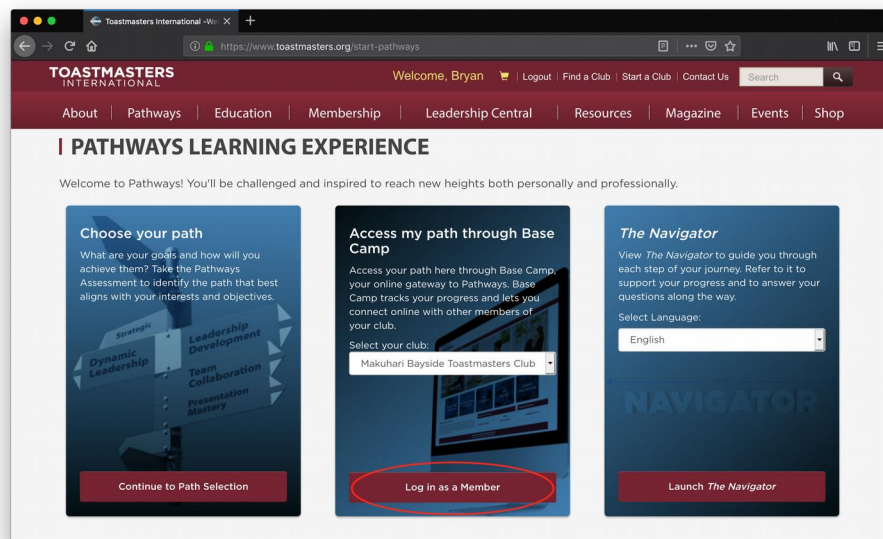 Toastmasters International -We
https://www.toastmasters.org/start-pathways
TOASTMASTERS
INTERNATIONAL
Welcome, Bryan | Logout | Find a Club | Start a Club | Contact Us
Search
About | Pathways | Education | Membership | Leadership Central | Resources | Magazine | Events | Shop
PATHWAYS LEARNING EXPERIENCE
Welcome to Pathways! You'll be challenged and inspired to reach new heights both personally and professionally.
Choose your path
What are your goals and how will you
achieve them? Take the Pathways
Assessment to identify the path that best
aligns with your interests and objectives.
Strategic
Leadership
Development
Dynamic
Leadership
Team
Collaboration
Presentation
Mastery
Continue to Path Selection
Access my path through Base
Camp
Access your path here through Base Camp,
your online gateway to Pathways. Base
Camp tracks your progress and lets you
connect online with other members of
your club.
Select your club:
Makuhari Bayside Toastmasters Club
Log in as a Member
The Navigator
View The Navigator to guide you through
each step of your journey. Refer to it to
support your progress and to answer your
questions along the way.
Select Language:
English
NAVIGATOR
Launch The Navigator